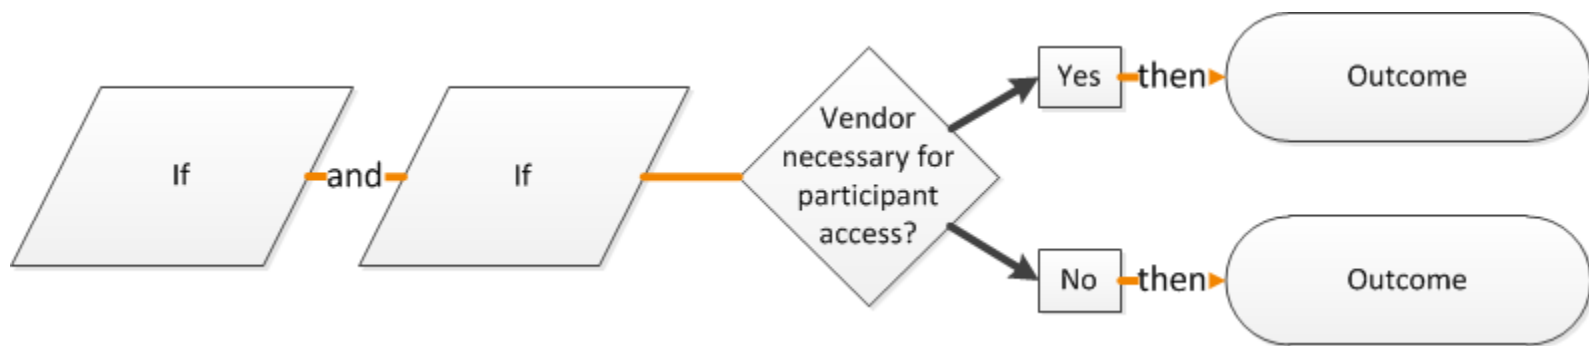 If
and
If
Vendor
necessary for
participant
access?
Yes
then
Outcome
No
then
Outcome